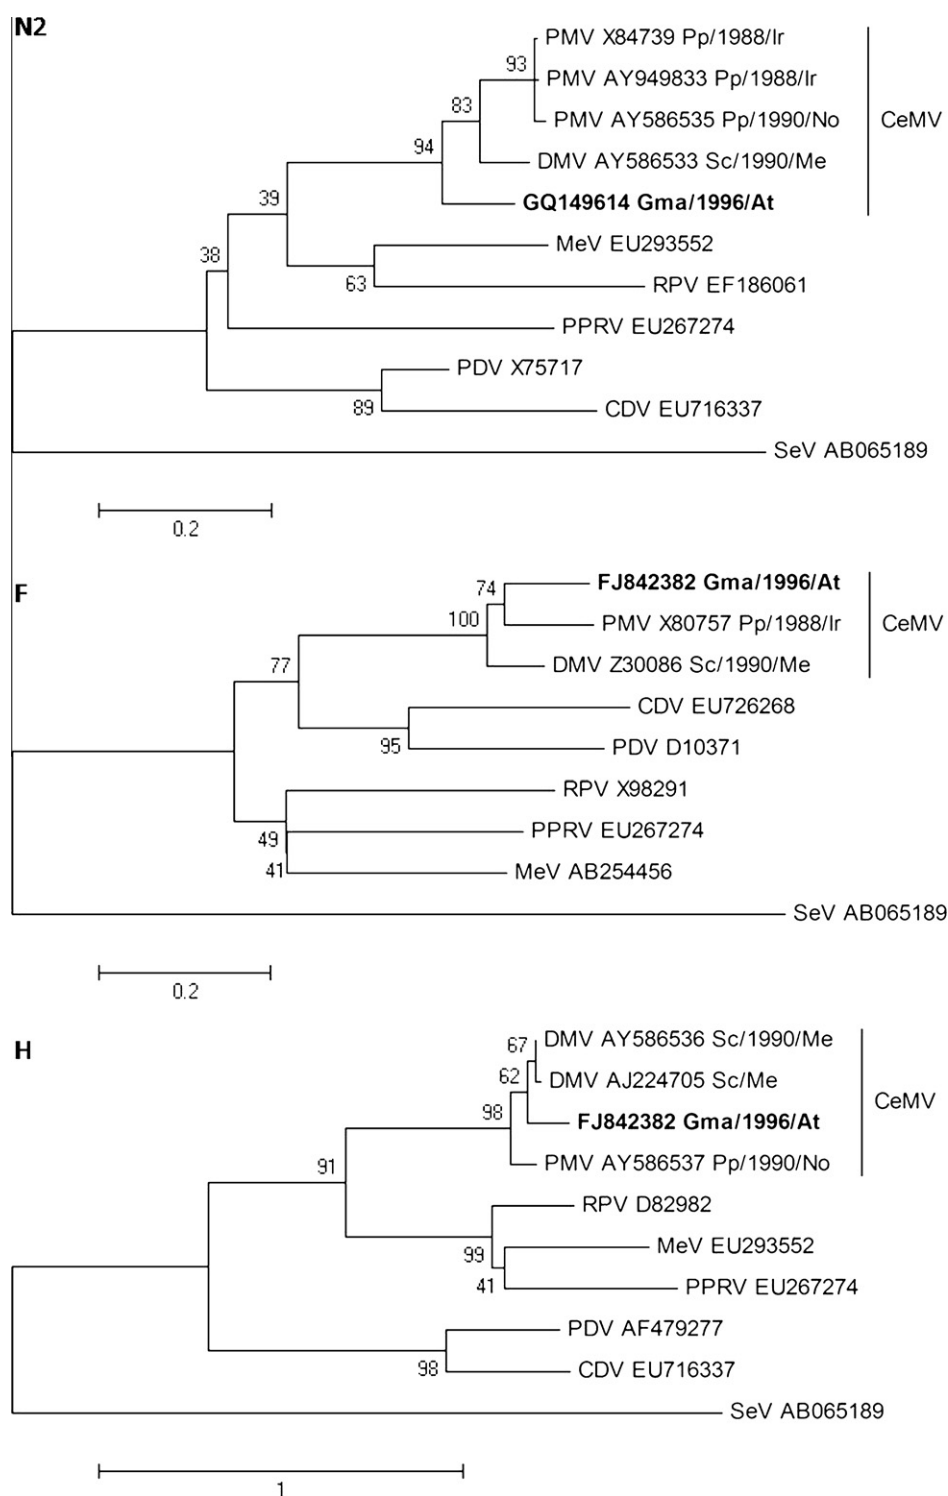 N2
PMV X84739 Pp/1988/Ir
93
PMV AY949833 Pp/1988/Ir
83
PMV AY586535 Pp/1990/No
CeMV
94
DMV AY586533 Sc/1990/Me
39
GQ149614 Gma/1996/At
MeV EU293552
38
63
RPV EF186061
PPRV EU267274
PDV X75717
89
CDV EU716337
SeV AB065189
0.2
F
74
FJ842382 Gma/1996/At
100
PMV X80757 Pp/1988/Ir
CeMV
77
DMV Z30086 Sc/1990/Me
CDV EU726268
95
PDV D10371
RPV X98291
49
PPRV EU267274
41
MeV AB254456
SeV AB065189
0.2
H
67
DMV AY586536 Sc/1990/Me
62
DMV AJ224705 Sc/Me
CeMV
98
FJ842382 Gma/1996/At
91
PMV AY586537 Pp/1990/No
RPV D82982
99
MeV EU293552
41
PPRV EU267274
PDV AF479277
98
CDV EU716337
SeV AB065189
1